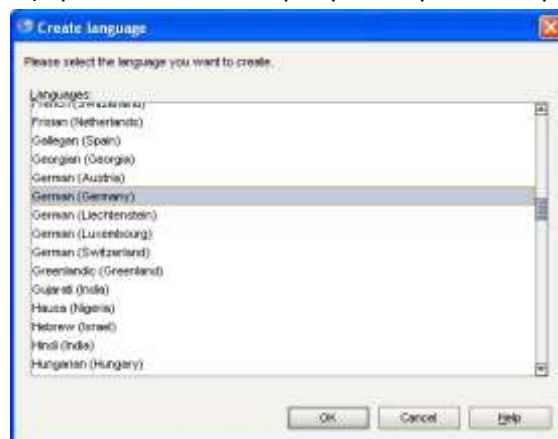 Create language
Please select the language you want to create.
Languages:
French (Switzerland)
Frisian (Netherlands)
Gallegan (Spain)
Georgian (Georgia)
German (Austria)
German (Germany)
German (Liechtenstein)
German (Luxembourg)
German (Switzerland)
Greenlandic (Greenland)
Gujarati (India)
Hausa (Nigeria)
Hebrew (Israel)
Hindi (India)
Hungarian (Hungary)
OK Cancel Help